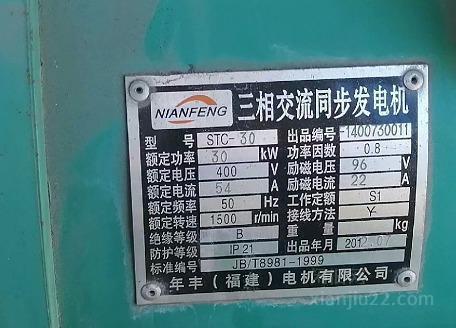 NIANFENG 三相交流同步发电机
型号 STC-30 出品编号 1400730011
额定功率 30 kW 功率因数 0.8
额定电压 400 V 励磁电压 96 V
额定电流 54 A 励磁电流 22 A
额定频率 50 Hz 工作定额 S1
额定转速 1500 r/min 接线方法 Y
绝缘等级 B 重量 kg
防护等级 IP21 出品年月 2012.07
标准编号 JB/T8981-1999
年丰（福建）电机有限公司
xianjiu22.com